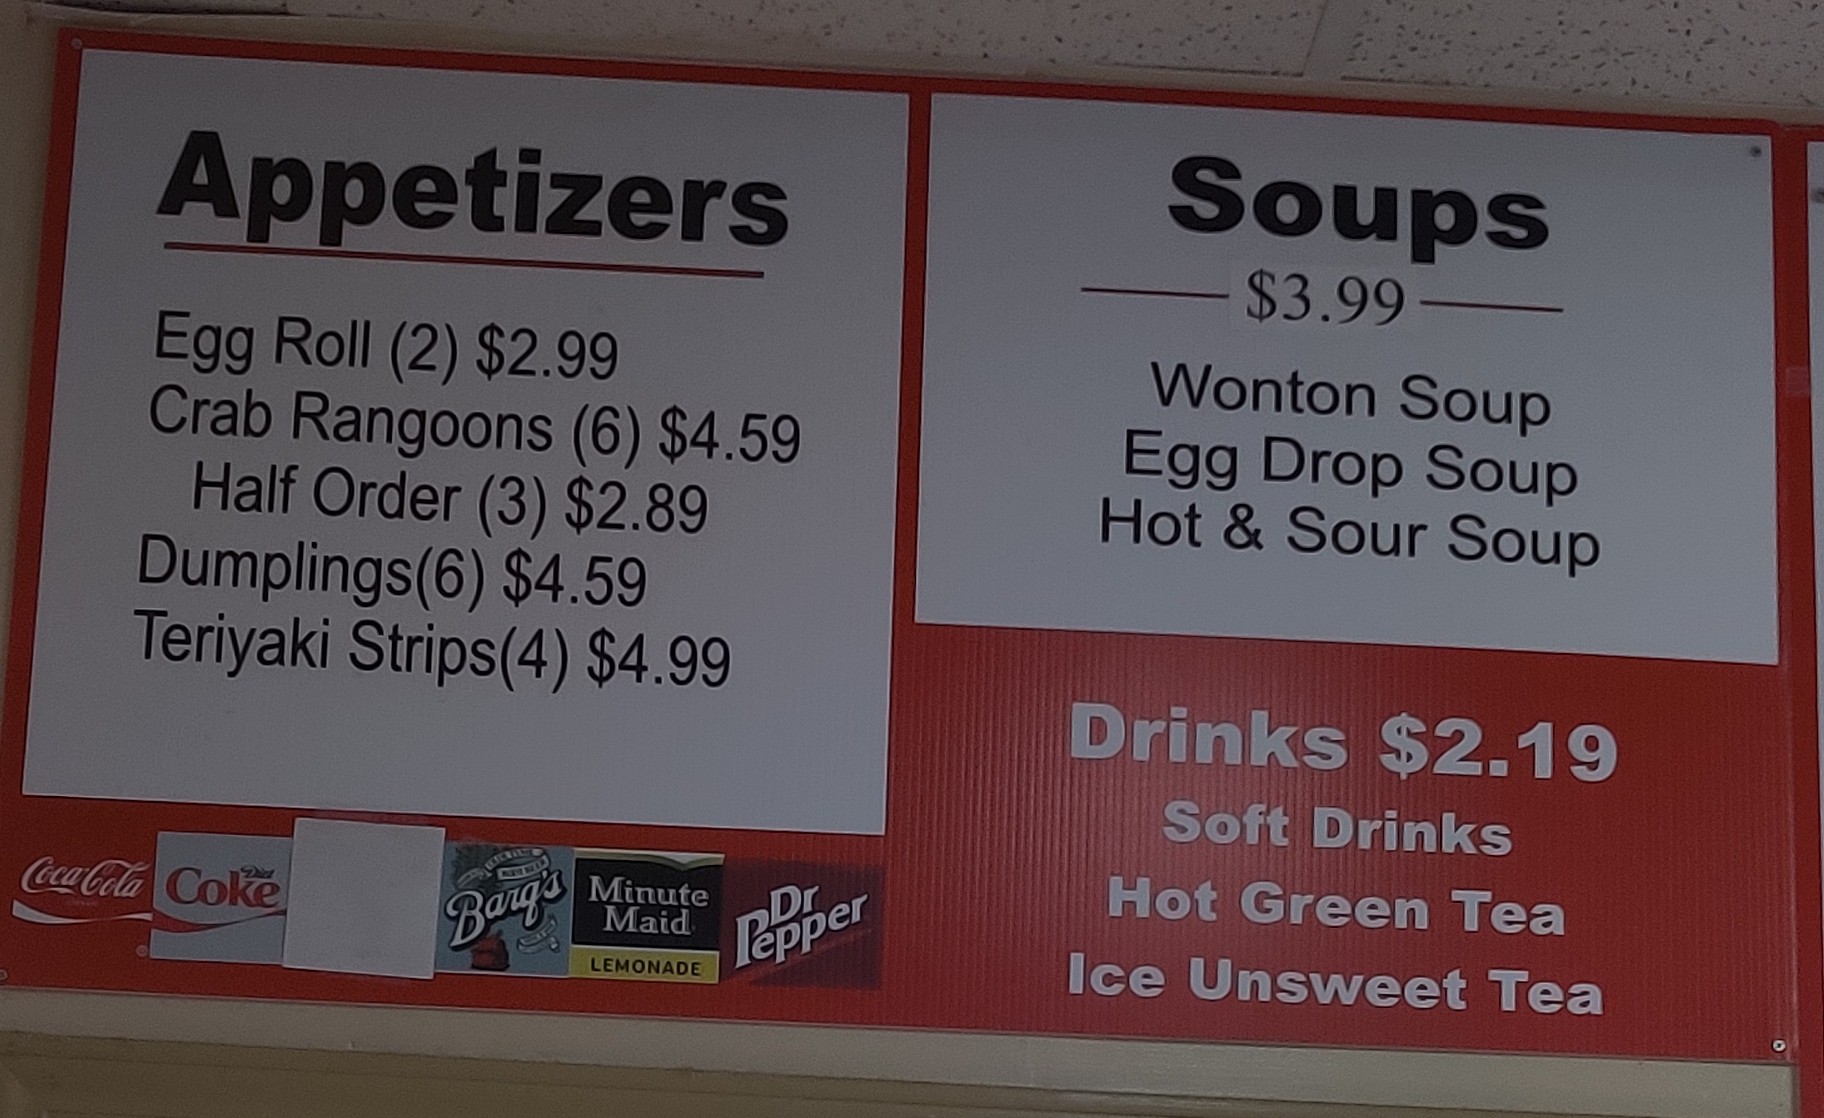 Appetizers
Egg Roll (2) $2.99
Crab Rangoons (6) $4.59
Half Order (3) $2.89
Dumplings(6) $4.59
Teriyaki Strips(4) $4.99
Soups
$3.99
Wonton Soup
Egg Drop Soup
Hot & Sour Soup
Drinks $2.19
Soft Drinks
Hot Green Tea
Ice Unsweet Tea
Coca-Cola
Diet
Coke
Barq's
Minute
Maid
LEMONADE
Dr
Pepper